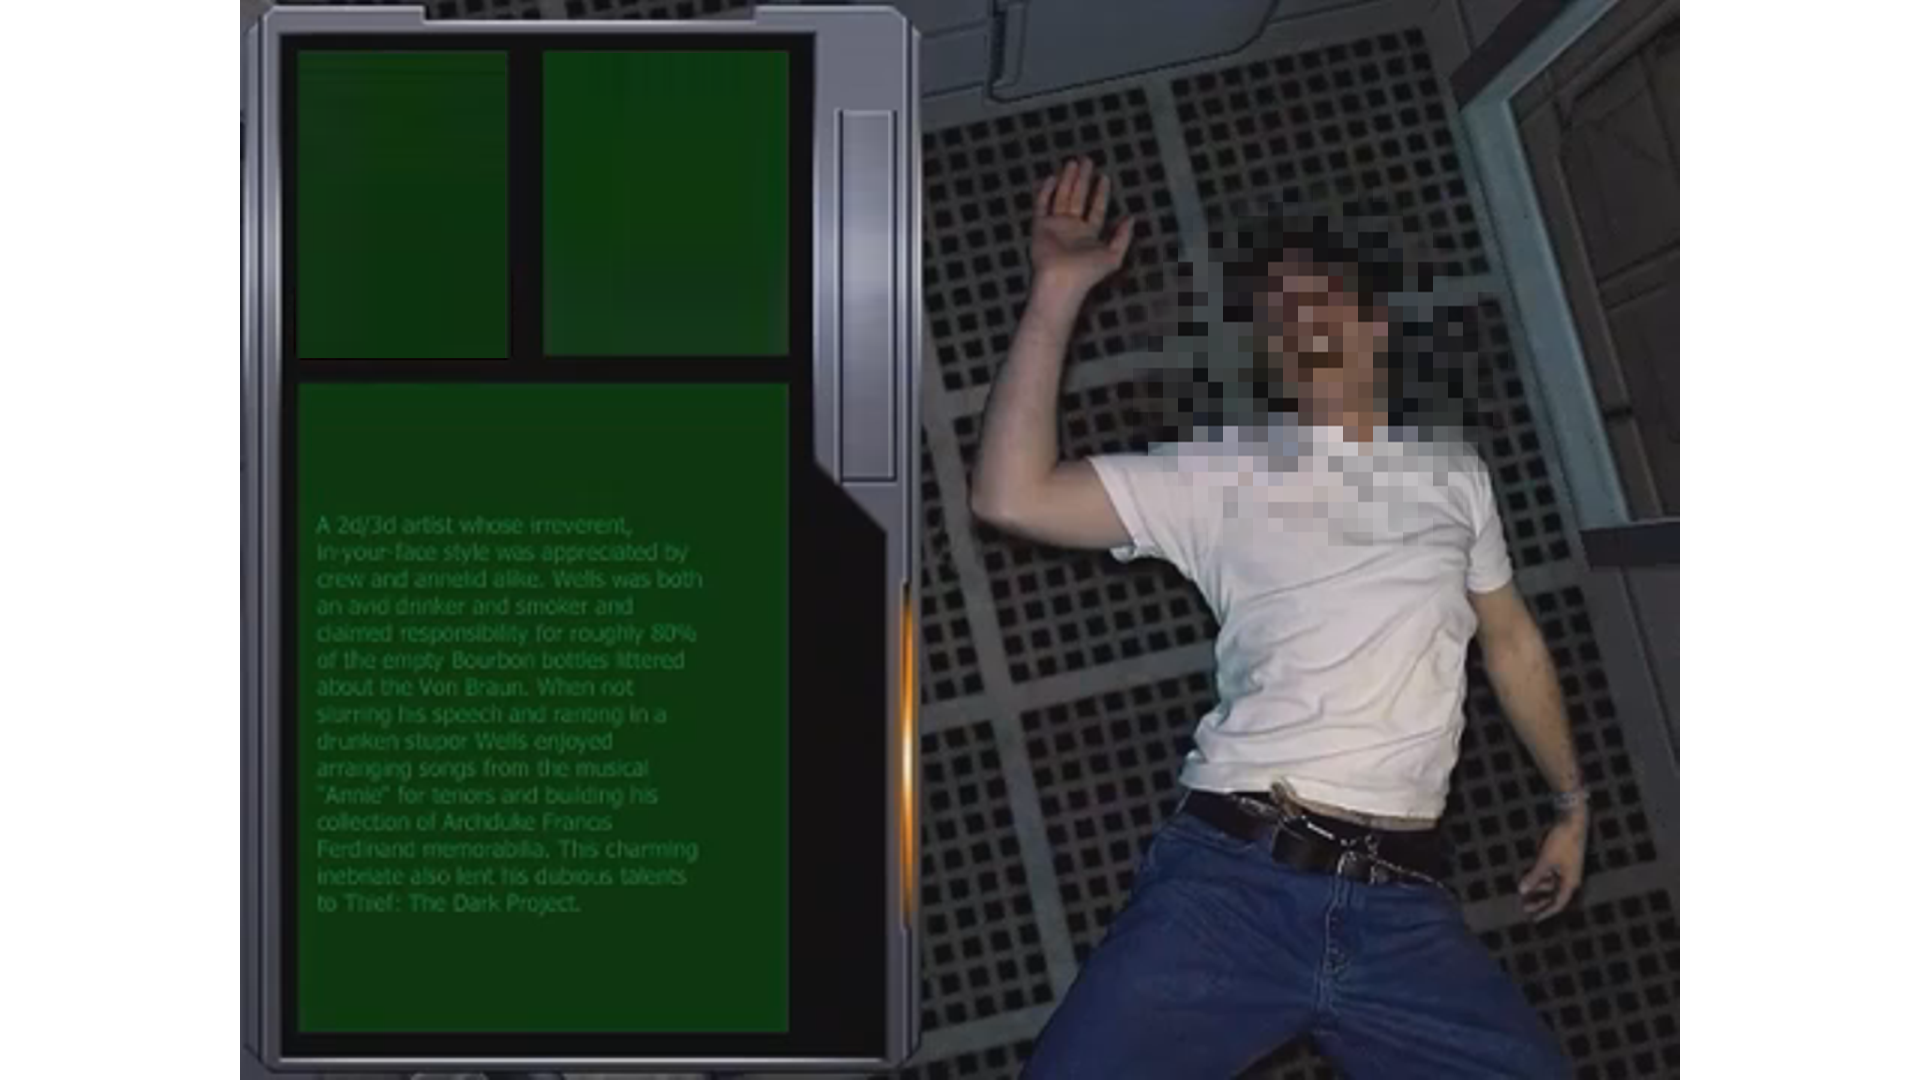 A 2d/3d artist whose irreverent,
in-your-face style was appreciated by
crew and annelid alike. Wells was both
an avid drinker and smoker and
claimed responsibility for roughly 80%
of the empty Bourbon bottles littered
about the Von Braun. When not
slurring his speech and ranting in a
drunken stupor Wells enjoyed
arranging songs from the musical
"Annie" for tenors and building his
collection of Archduke Francis
Ferdinand memorabilia. This charming
inebriate also lent his dubious talents
to Thief: The Dark Project.